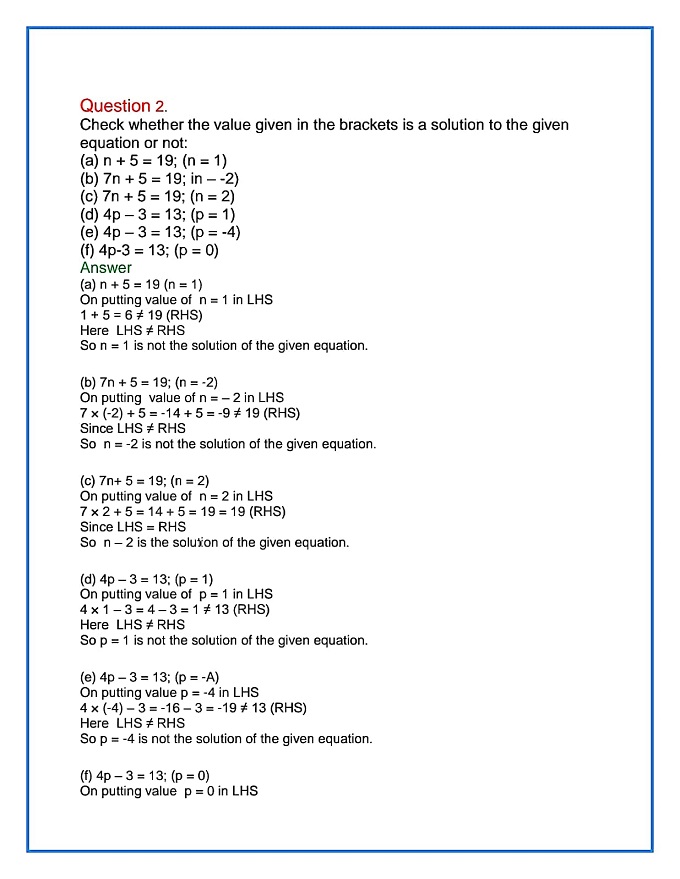 Question 2.
Check whether the value given in the brackets is a solution to the given
equation or not:
(a) n + 5 = 19; (n = 1)
(b) 7n + 5 = 19; in – -2)
(c) 7n + 5 = 19; (n = 2)
(d) 4p – 3 = 13; (p = 1)
(e) 4p – 3 = 13; (p = -4)
(f) 4p-3 = 13; (p = 0)
Answer
(a) n + 5 = 19 (n = 1)
On putting value of n = 1 in LHS
1 + 5 = 6 ≠ 19 (RHS)
Here LHS ≠ RHS
So n = 1 is not the solution of the given equation.
(b) 7n + 5 = 19; (n = -2)
On putting value of n = – 2 in LHS
7 × (-2) + 5 = -14 + 5 = -9 ≠ 19 (RHS)
Since LHS ≠ RHS
So n = -2 is not the solution of the given equation.
(c) 7n+ 5 = 19; (n = 2)
On putting value of n = 2 in LHS
7 × 2 + 5 = 14 + 5 = 19 = 19 (RHS)
Since LHS = RHS
So n – 2 is the solution of the given equation.
(d) 4p – 3 = 13; (p = 1)
On putting value of p = 1 in LHS
4 × 1 – 3 = 4 – 3 = 1 ≠ 13 (RHS)
Here LHS ≠ RHS
So p = 1 is not the solution of the given equation.
(e) 4p – 3 = 13; (p = -A)
On putting value p = -4 in LHS
4 × (-4) – 3 = -16 – 3 = -19 ≠ 13 (RHS)
Here LHS ≠ RHS
So p = -4 is not the solution of the given equation.
(f) 4p – 3 = 13; (p = 0)
On putting value p = 0 in LHS